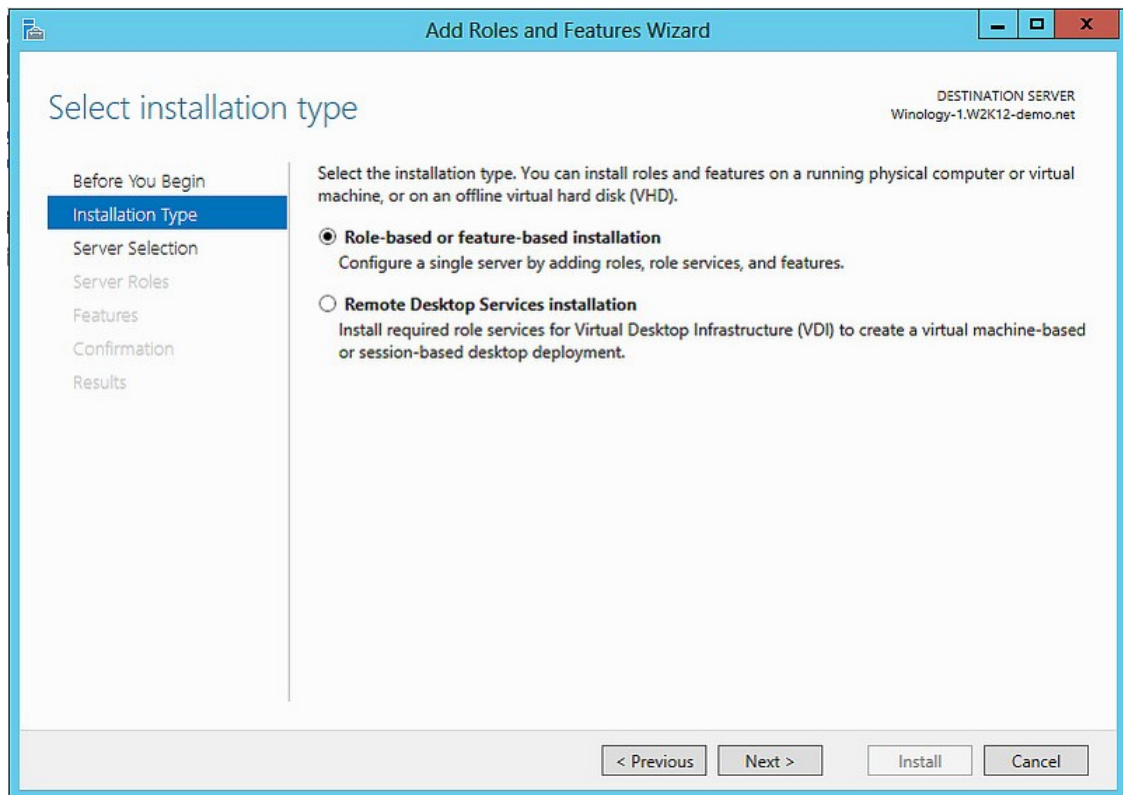 Add Roles and Features Wizard
x
Select installation type
DESTINATION SERVER
Winology-1.W2K12-demo.net
Before You Begin
Installation Type
Server Selection
Server Roles
Features
Confirmation
Results
Select the installation type. You can install roles and features on a running physical computer or virtual
machine, or on an offline virtual hard disk (VHD).
Role-based or feature-based installation
Configure a single server by adding roles, role services, and features.
Remote Desktop Services installation
Install required role services for Virtual Desktop Infrastructure (VDI) to create a virtual machine-based
or session-based desktop deployment.
< Previous
Next >
Install
Cancel